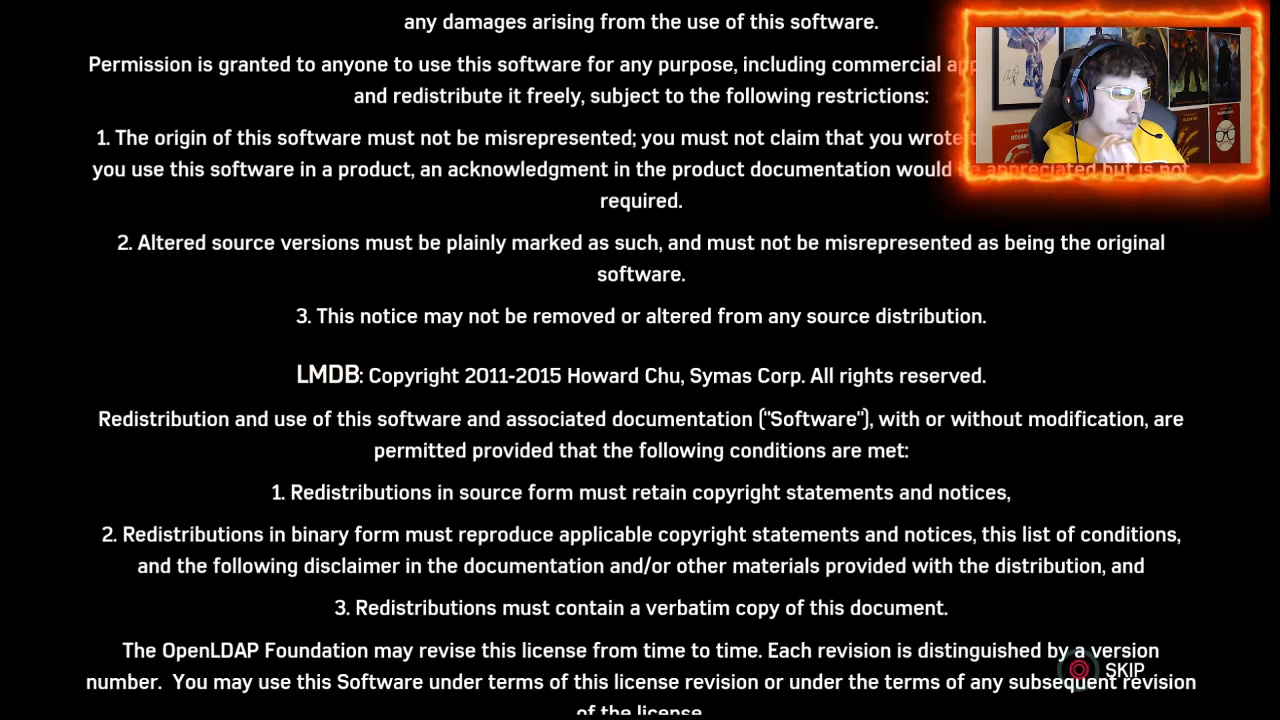 any damages arising from the use of this software.
Permission is granted to anyone to use this software for any purpose, including commercial
and redistribute it freely, subject to the following restrictions:
1. The origin of this software must not be misrepresented; you must not claim that you wrote
you use this software in a product, an acknowledgment in the product documentation would be appreciated but is not
required.
2. Altered source versions must be plainly marked as such, and must not be misrepresented as being the original
software.
3. This notice may not be removed or altered from any source distribution.
LMDB: Copyright 2011-2015 Howard Chu, Symas Corp. All rights reserved.
Redistribution and use of this software and associated documentation ("Software"), with or without modification, are
permitted provided that the following conditions are met:
1. Redistributions in source form must retain copyright statements and notices,
2. Redistributions in binary form must reproduce applicable copyright statements and notices, this list of conditions,
and the following disclaimer in the documentation and/or other materials provided with the distribution, and
3. Redistributions must contain a verbatim copy of this document.
The OpenLDAP Foundation may revise this license from time to time. Each revision is distinguished by a version
number. You may use this Software under terms of this license revision or under the terms of any subsequent revision
of the license.
SKIP